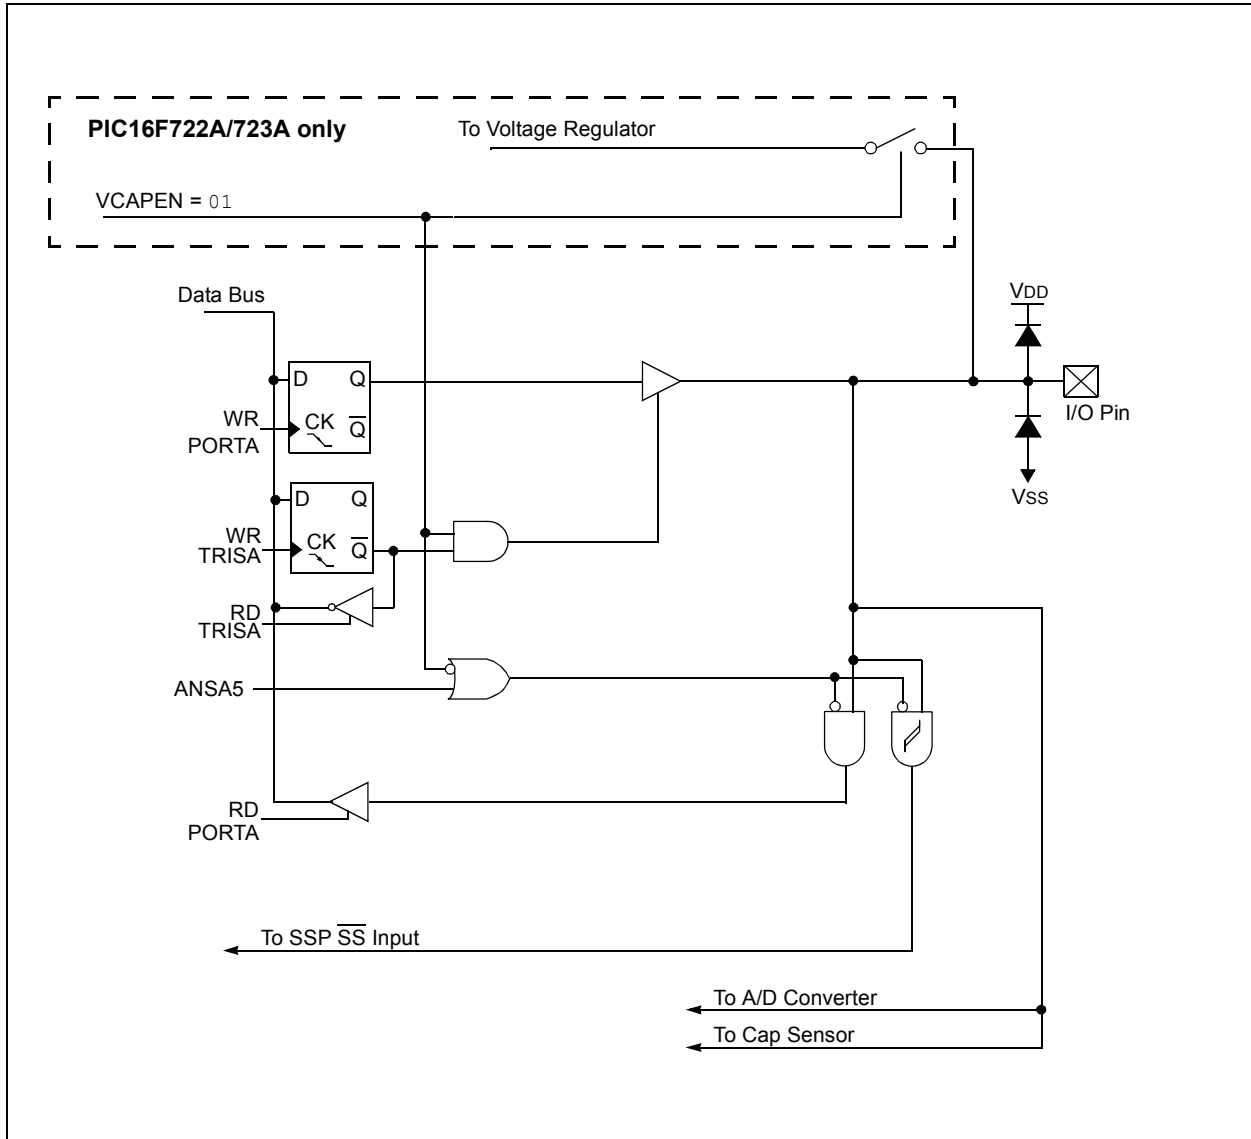 PIC16F722A/723A only
To Voltage Regulator
VCAPEN = 01
Data Bus
VDD
D Q
CK Q̅
WR
PORTA
I/O Pin
VSS
D Q
CK Q̅
WR
TRISA
RD
TRISA
ANSA5
RD
PORTA
To SSP S̅S̅ Input
To A/D Converter
To Cap Sensor